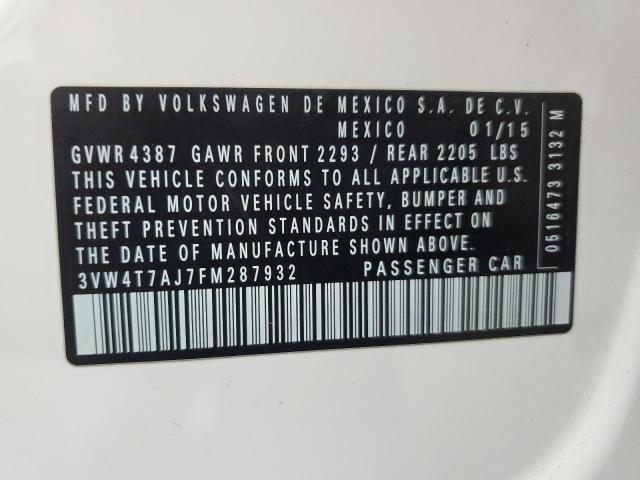 MFD BY VOLKSWAGEN DE MEXICO S.A. DE C.V.
MEXICO 01/15
GVWR 4387 GAWR FRONT 2293 / REAR 2205 LBS
THIS VEHICLE CONFORMS TO ALL APPLICABLE U.S.
FEDERAL MOTOR VEHICLE SAFETY, BUMPER AND
THEFT PREVENTION STANDARDS IN EFFECT ON
THE DATE OF MANUFACTURE SHOWN ABOVE.
3VW4T7AJ7FM287932 PASSENGER CAR
0516473 3132 M